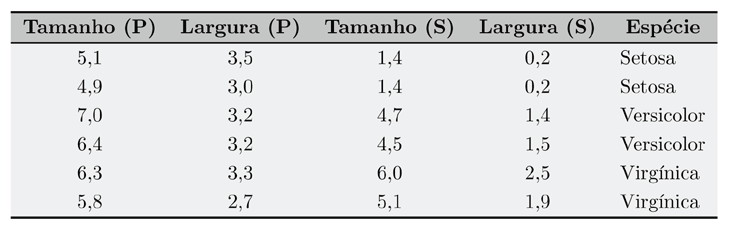 Tamanho (P) Largura (P) Tamanho (S) Largura (S) Espécie
5,1 3,5 1,4 0,2 Setosa
4,9 3,0 1,4 0,2 Setosa
7,0 3,2 4,7 1,4 Versicolor
6,4 3,2 4,5 1,5 Versicolor
6,3 3,3 6,0 2,5 Virgínica
5,8 2,7 5,1 1,9 Virgínica